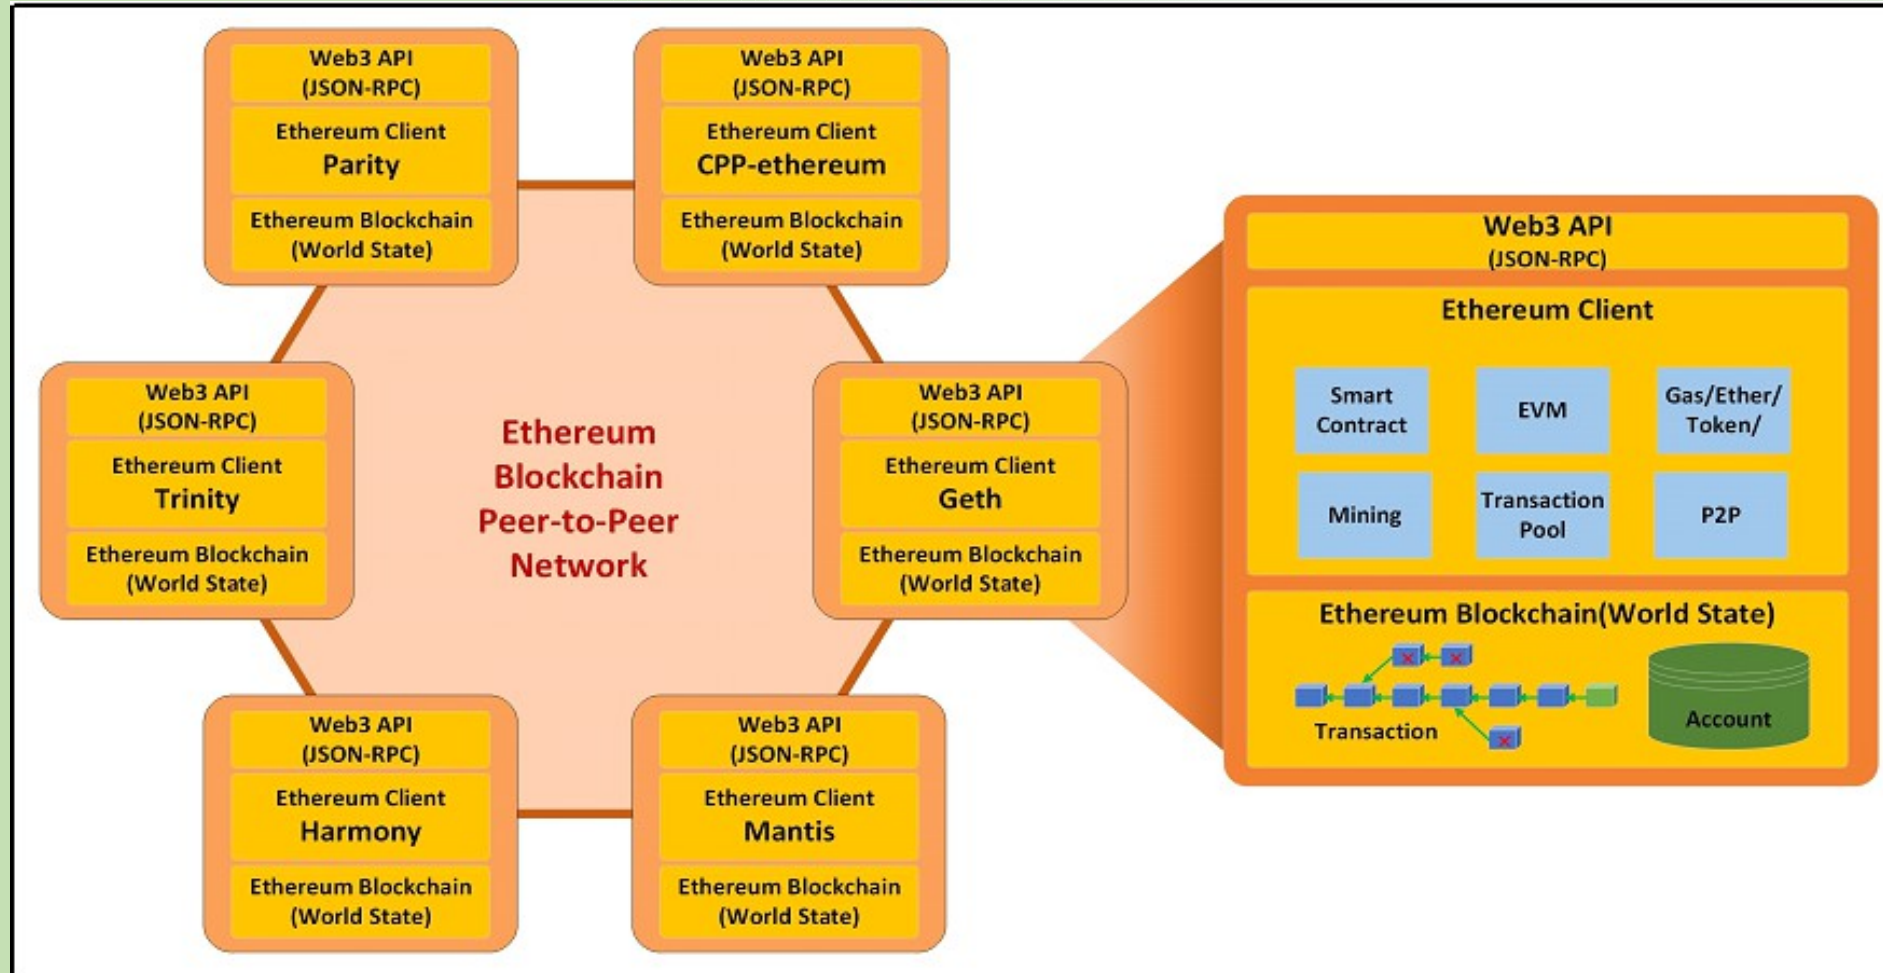 Web3 API
(JSON-RPC)
Ethereum Client
Parity
Ethereum Blockchain
(World State)
Web3 API
(JSON-RPC)
Ethereum Client
CPP-ethereum
Ethereum Blockchain
(World State)
Web3 API
(JSON-RPC)
Ethereum Client
Trinity
Ethereum Blockchain
(World State)
Ethereum
Blockchain
Peer-to-Peer
Network
Web3 API
(JSON-RPC)
Ethereum Client
Geth
Ethereum Blockchain
(World State)
Web3 API
(JSON-RPC)
Ethereum Client
Harmony
Ethereum Blockchain
(World State)
Web3 API
(JSON-RPC)
Ethereum Client
Mantis
Ethereum Blockchain
(World State)
Web3 API
(JSON-RPC)
Ethereum Client
Smart
Contract
EVM
Gas/Ether/
Token/
Mining
Transaction
Pool
P2P
Ethereum Blockchain(World State)
Transaction
Account